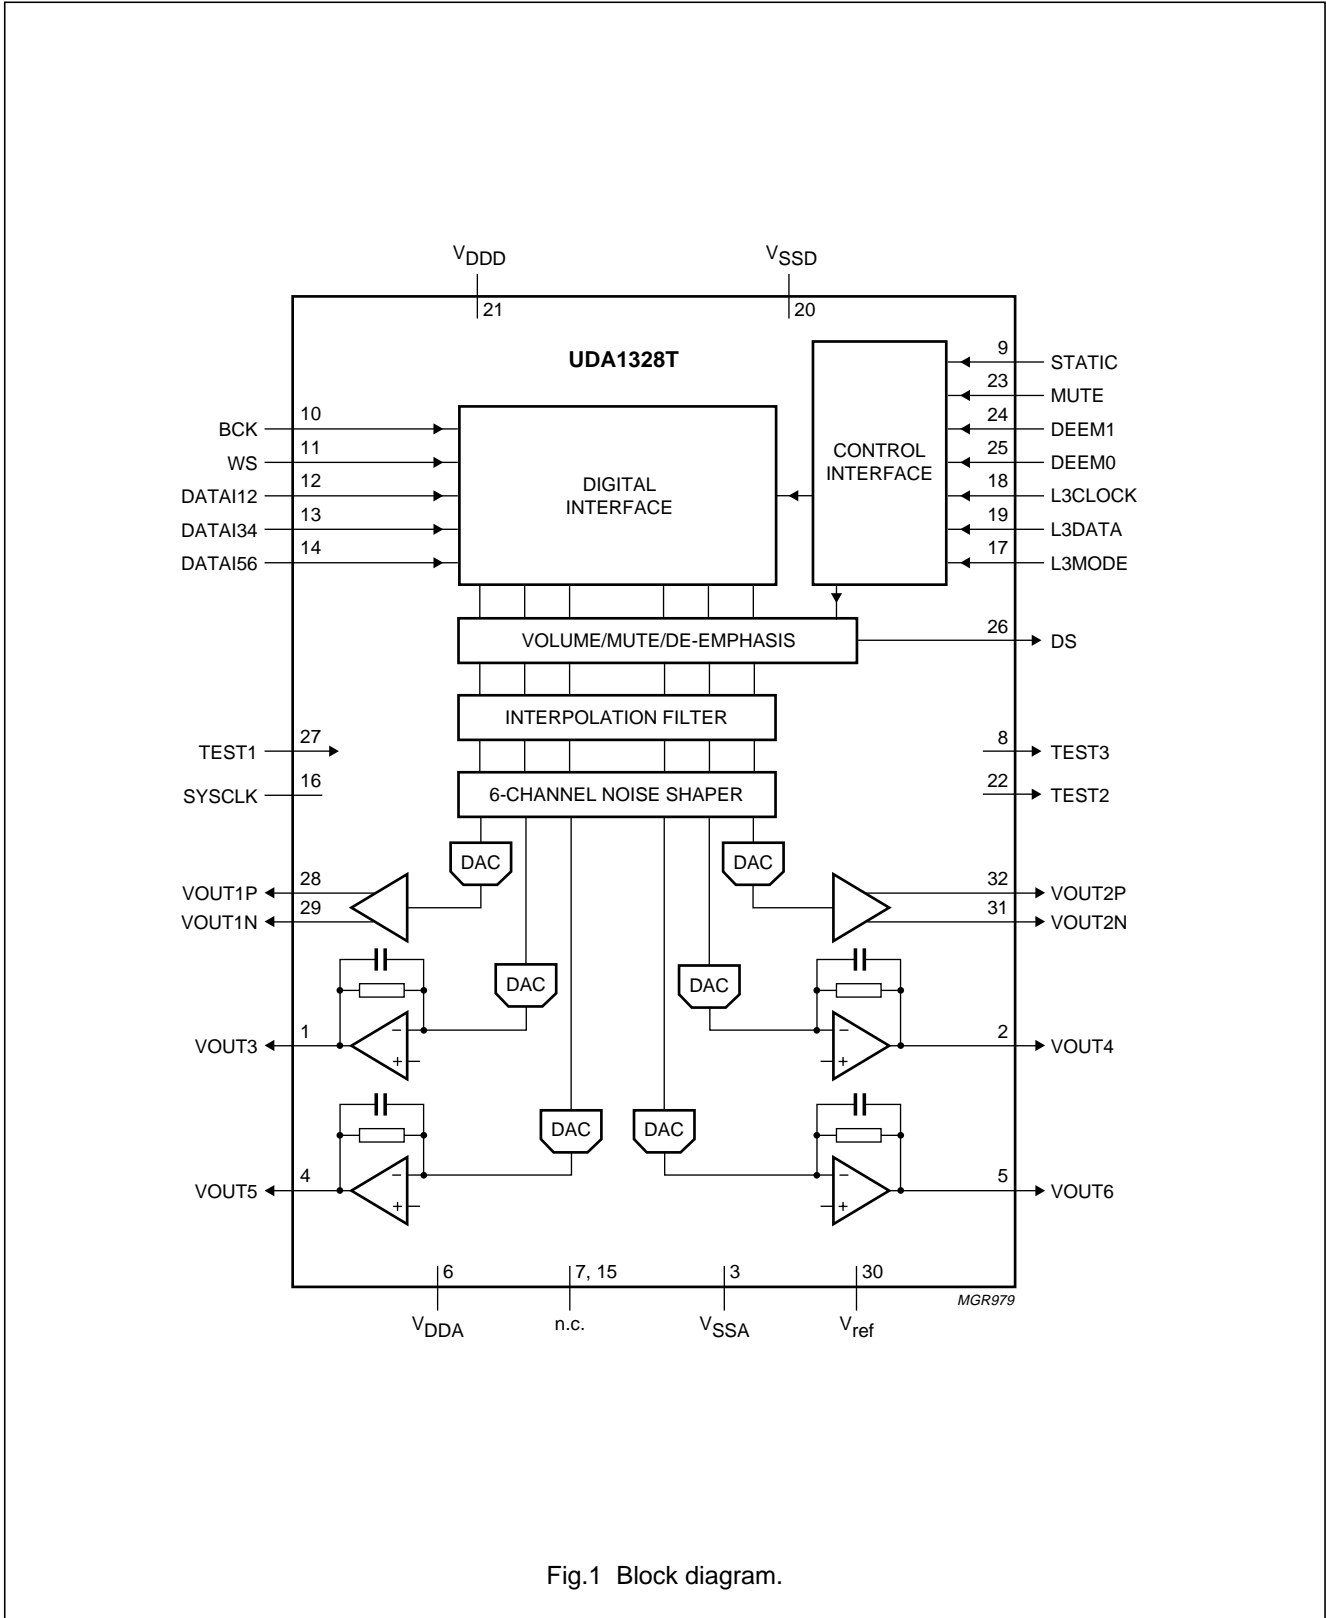 VDDD
VSSD
21
20
UDA1328T
9
STATIC
23
MUTE
10
24
BCK
DEEM1
11
CONTROL
INTERFACE
25
WS
DEEM0
12
DIGITAL
INTERFACE
18
DATAI12
L3CLOCK
13
19
DATAI34
L3DATA
14
17
DATAI56
L3MODE
VOLUME/MUTE/DE-EMPHASIS
26
DS
INTERPOLATION FILTER
27
8
TEST1
TEST3
16
22
SYSCLK
6-CHANNEL NOISE SHAPER
TEST2
DAC
DAC
28
32
VOUT1P
VOUT2P
29
31
VOUT1N
VOUT2N
DAC
DAC
1
−
−
2
VOUT3
VOUT4
+
+
DAC
DAC
4
−
−
5
VOUT5
VOUT6
+
+
6
7, 15
3
30
MGR979
VDDA
n.c.
VSSA
Vref
Fig.1 Block diagram.